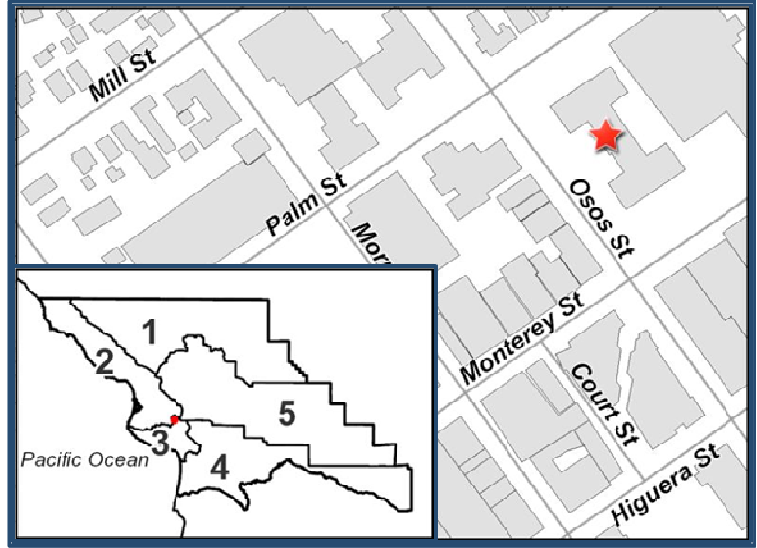 Mill St
Palm St
Osos St
Monterey St
Court St
Higuera St
1
2
5
3
Pacific Ocean
4